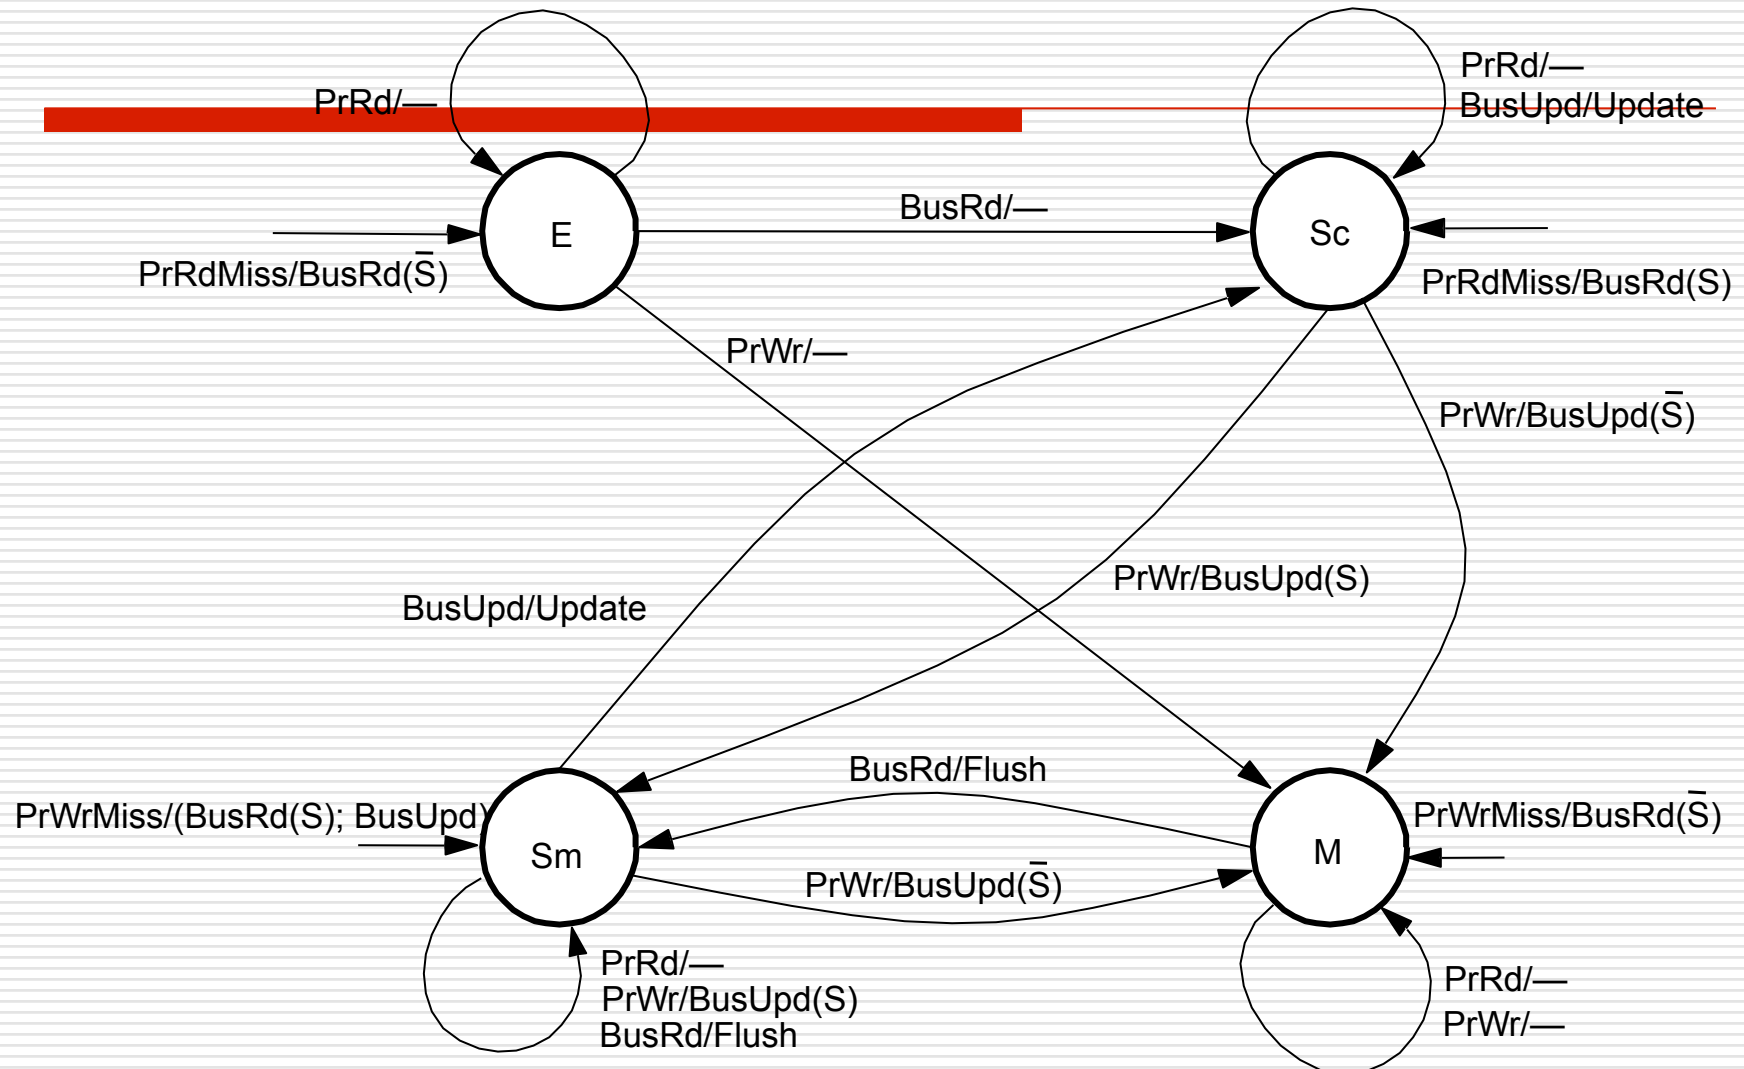 PrRd/—
PrRd/—
BusUpd/Update
BusRd/—
E
Sc
PrRdMiss/BusRd(S̄)
PrRdMiss/BusRd(S)
PrWr/—
PrWr/BusUpd(S̄)
PrWr/BusUpd(S)
BusUpd/Update
BusRd/Flush
PrWrMiss/(BusRd(S); BusUpd)
PrWrMiss/BusRd(S̄)
Sm
M
PrWr/BusUpd(S̄)
PrRd/—
PrWr/BusUpd(S)
BusRd/Flush
PrRd/—
PrWr/—